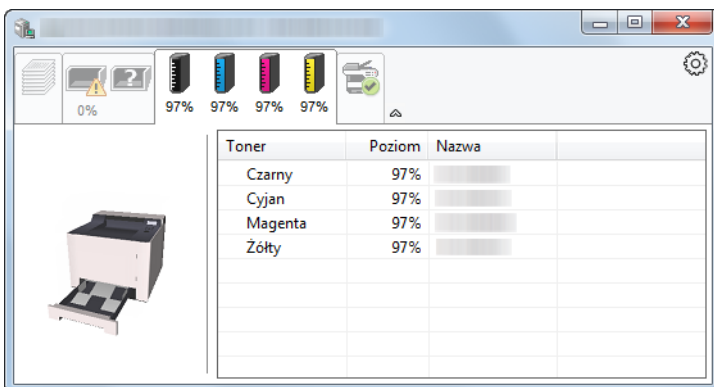 0%
97% 97% 97% 97%
Toner Poziom Nazwa
Czarny 97%
Cyjan 97%
Magenta 97%
Żółty 97%